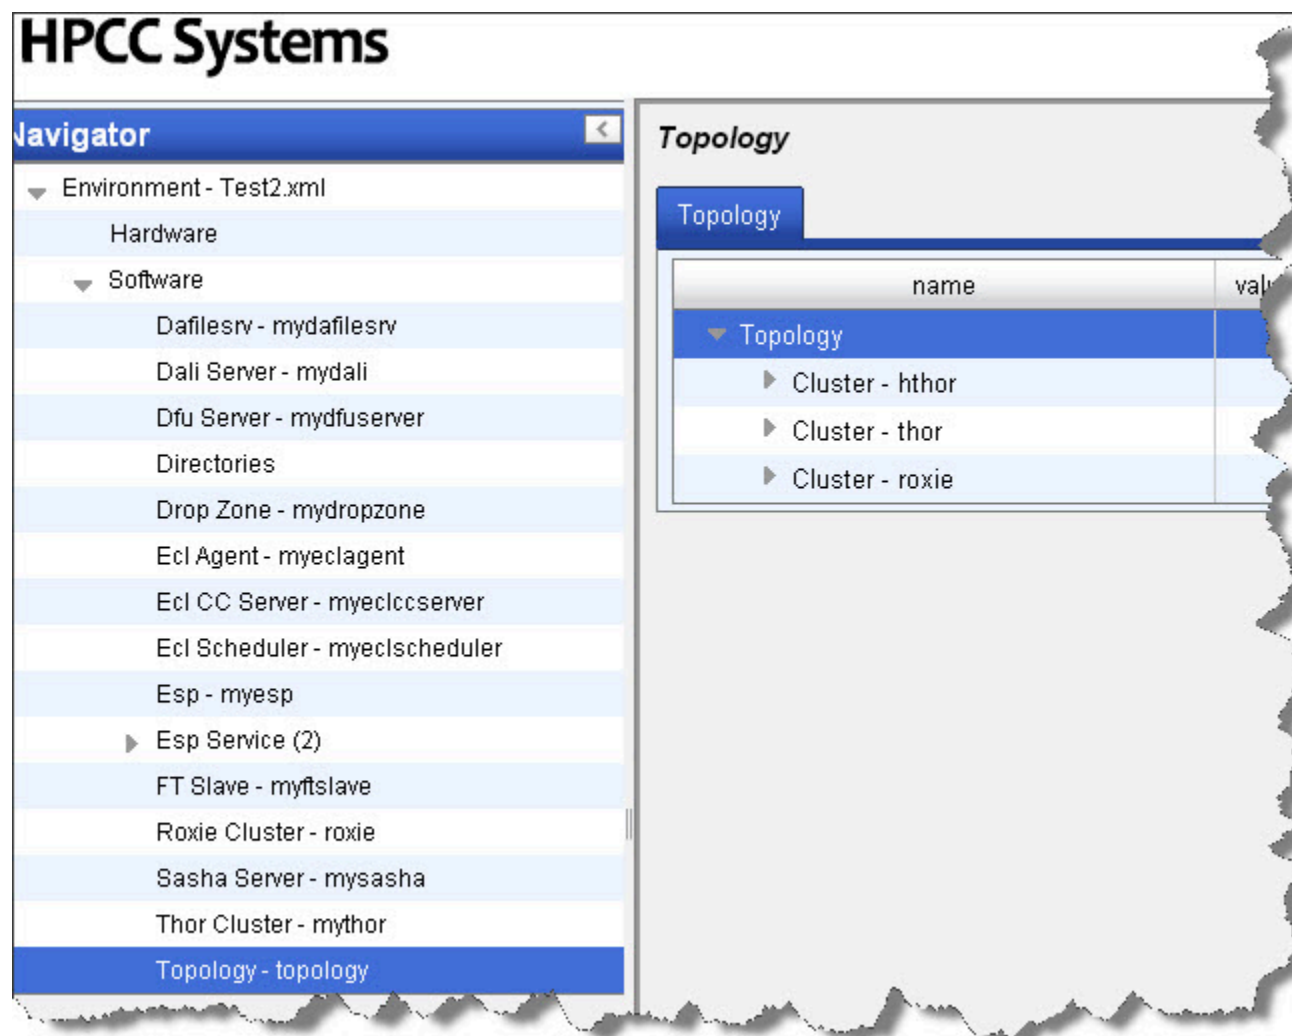 HPCC Systems
Navigator
Environment - Test2.xml
Hardware
Software
Dafilesrv - mydafilesrv
Dali Server - mydali
Dfu Server - mydfuserver
Directories
Drop Zone - mydropzone
Ecl Agent - myeclagent
Ecl CC Server - myeclccserver
Ecl Scheduler - myeclscheduler
Esp - myesp
Esp Service (2)
FT Slave - myftslave
Roxie Cluster - roxie
Sasha Server - mysasha
Thor Cluster - mythor
Topology - topology
Topology
Topology
name
Topology
Cluster - hthor
Cluster - thor
Cluster - roxie